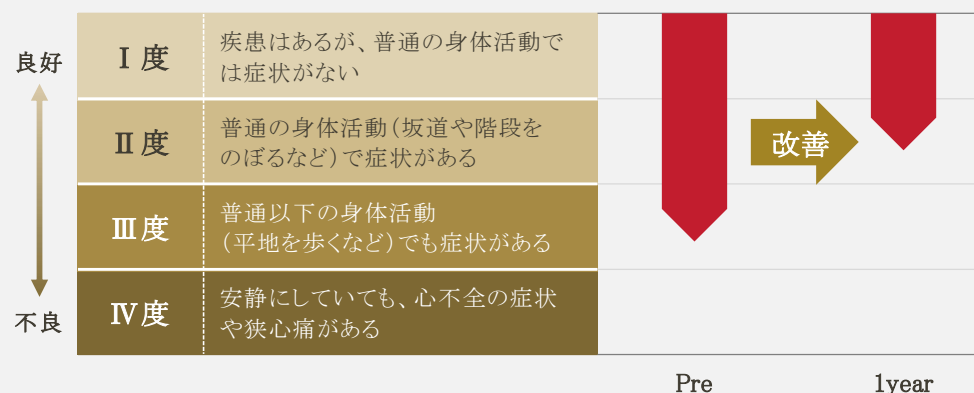 良好
不良
Ⅰ度
疾患はあるが、普通の身体活動で
は症状がない
Ⅱ度
普通の身体活動(坂道や階段を
のぼるなど)で症状がある
Ⅲ度
普通以下の身体活動
(平地を歩くなど)でも症状がある
Ⅳ度
安静にしていても、心不全の症状
や狭心痛がある
改善
Pre
1year